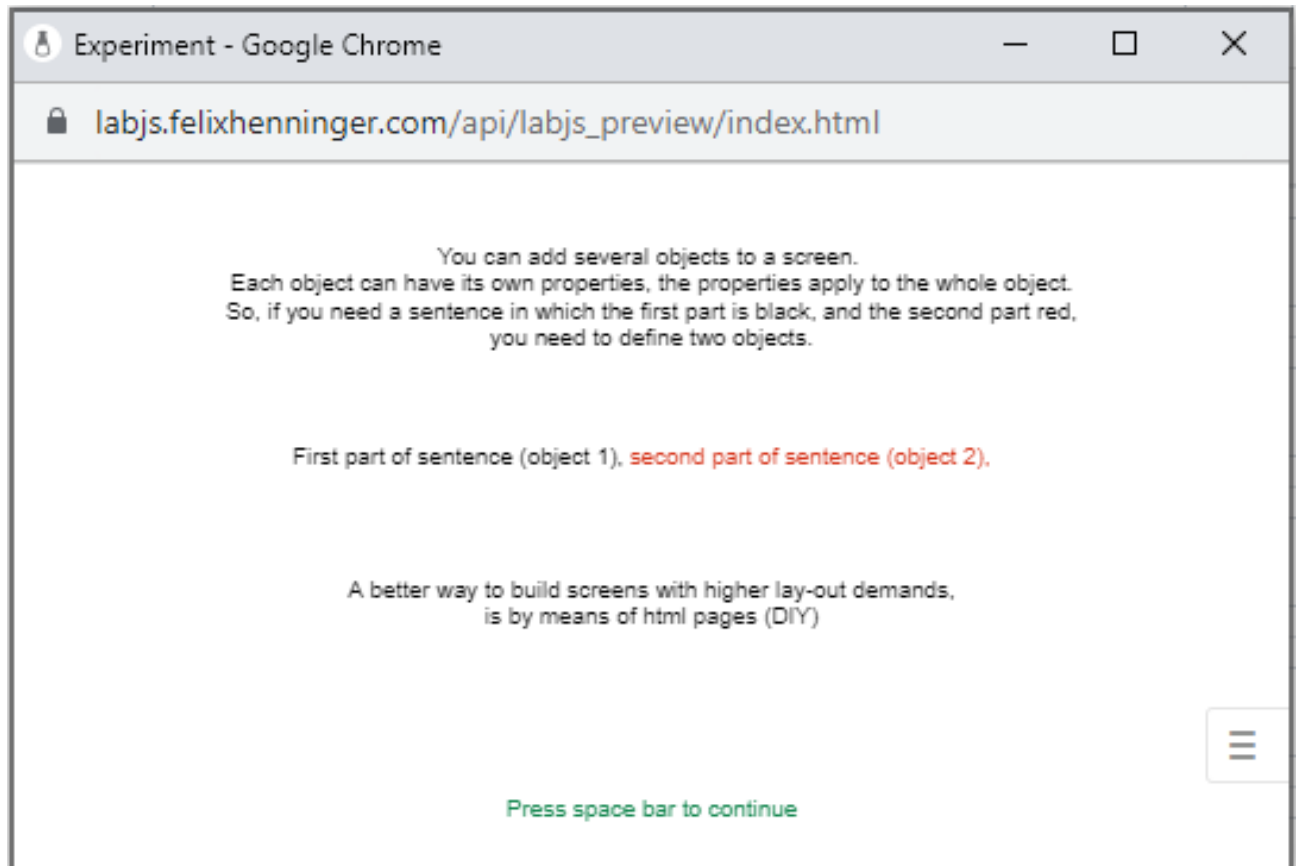 Experiment - Google Chrome
labjs.felixhenninger.com/api/labjs_preview/index.html
You can add several objects to a screen.
Each object can have its own properties, the properties apply to the whole object.
So, if you need a sentence in which the first part is black, and the second part red,
you need to define two objects.
First part of sentence (object 1), second part of sentence (object 2),
A better way to build screens with higher lay-out demands,
is by means of html pages (DIY)
Press space bar to continue